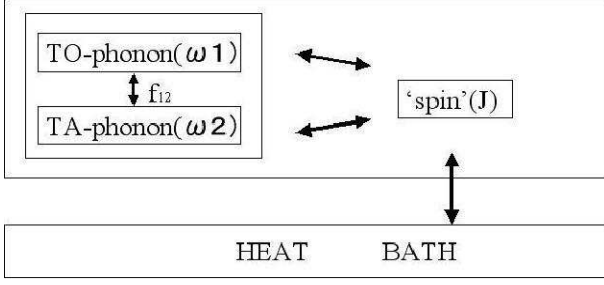 TO-phonon(ω1)
f12
TA-phonon(ω2)
‘spin’(J)
HEAT BATH